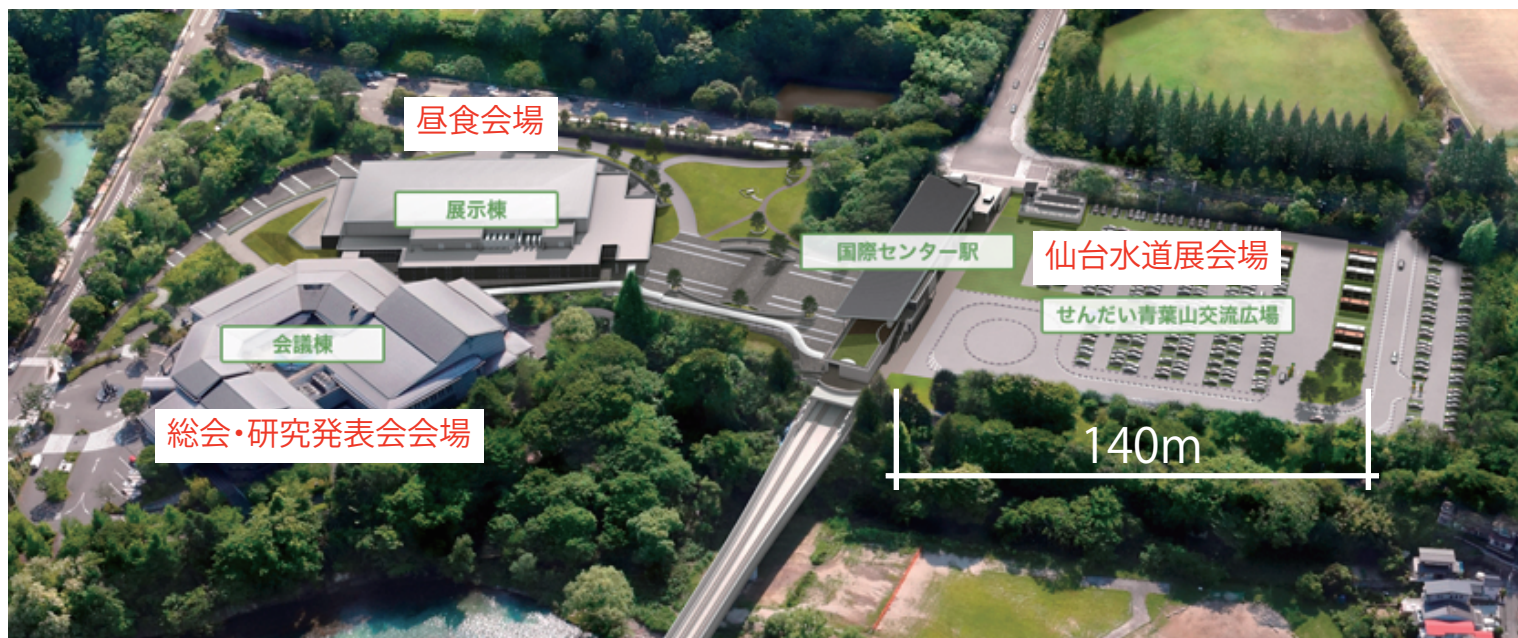 昼食会場
展示棟
国際センター駅
仙台水道展会場
せんだい青葉山交流広場
会議棟
総会・研究発表会会場
140m